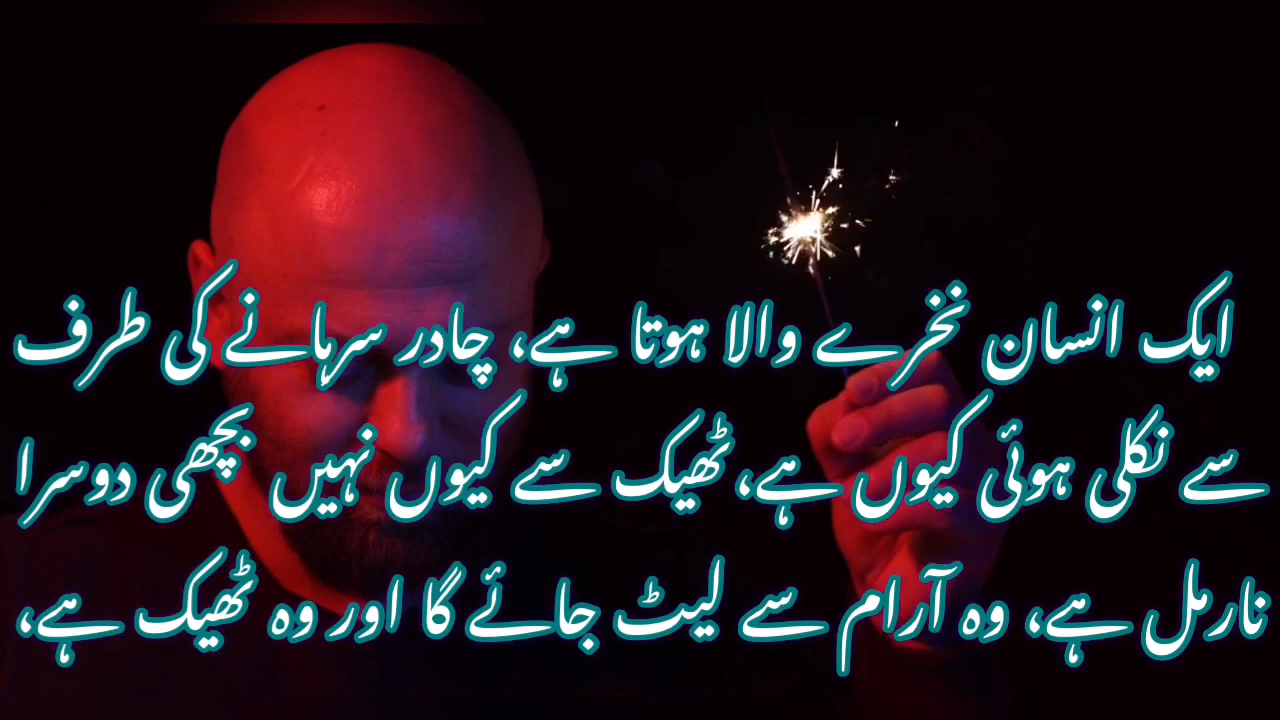 ایک انسان نخرے والا ہوتا ہے، چادر سرہانے کی طرف
سے نکلی ہوئی کیوں ہے، ٹھیک سے کیوں نہیں بچھی دوسرا
نارمل ہے، وہ آرام سے لیٹ جائے گا اور وہ ٹھیک ہے،